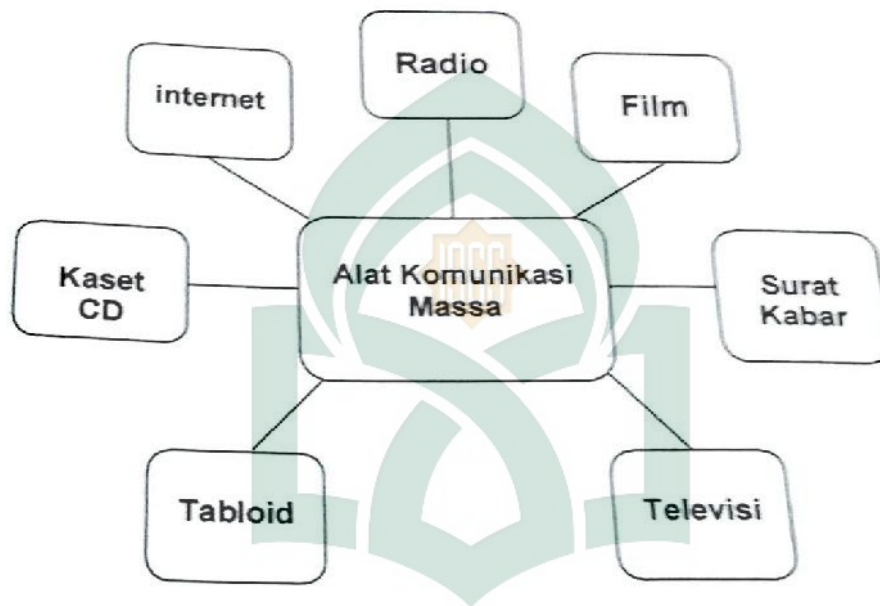 Radio
internet
Film
Kaset
CD
Alat Komunikasi
Massa
Surat
Kabar
Tabloid
Televisi